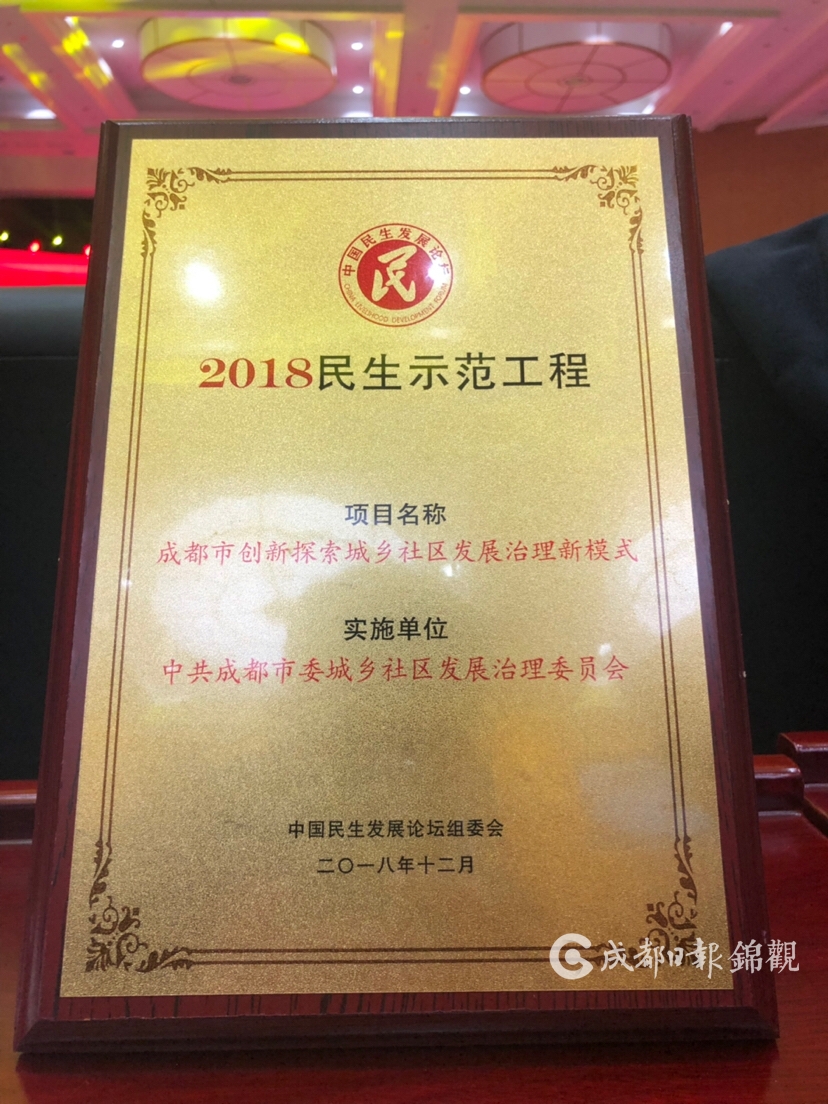 中国民生发展论坛
民
CHINA LIVELIHOOD DEVELOPMENT FORUM
2018民生示范工程
项目名称
成都市创新探索城乡社区发展治理新模式
实施单位
中共成都市委城乡社区发展治理委员会
中国民生发展论坛组委会
二〇一八年十二月
成都日報錦觀